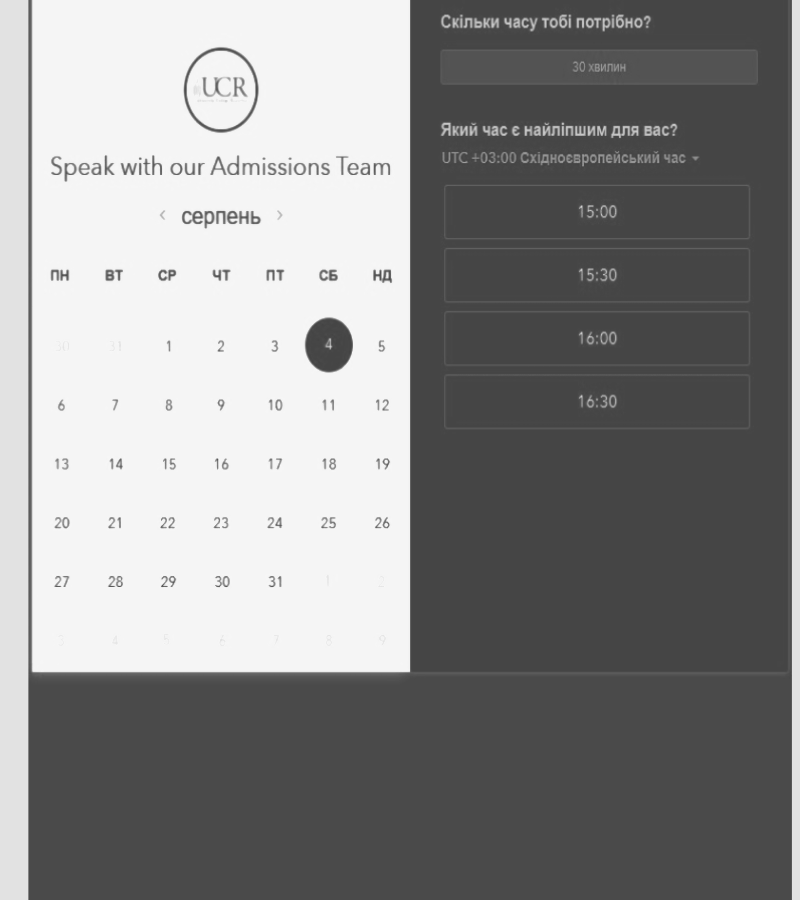 UCR
Speak with our Admissions Team
‹ серпень ›
ПН ВТ СР ЧТ ПТ СБ НД
30 31 1 2 3 4 5
6 7 8 9 10 11 12
13 14 15 16 17 18 19
20 21 22 23 24 25 26
27 28 29 30 31 1 2
3 4 5 6 7 8 9
Скільки часу тобі потрібно?
30 хвилин
Який час є найліпшим для вас?
UTC +03:00 Східноєвропейський час
15:00
15:30
16:00
16:30